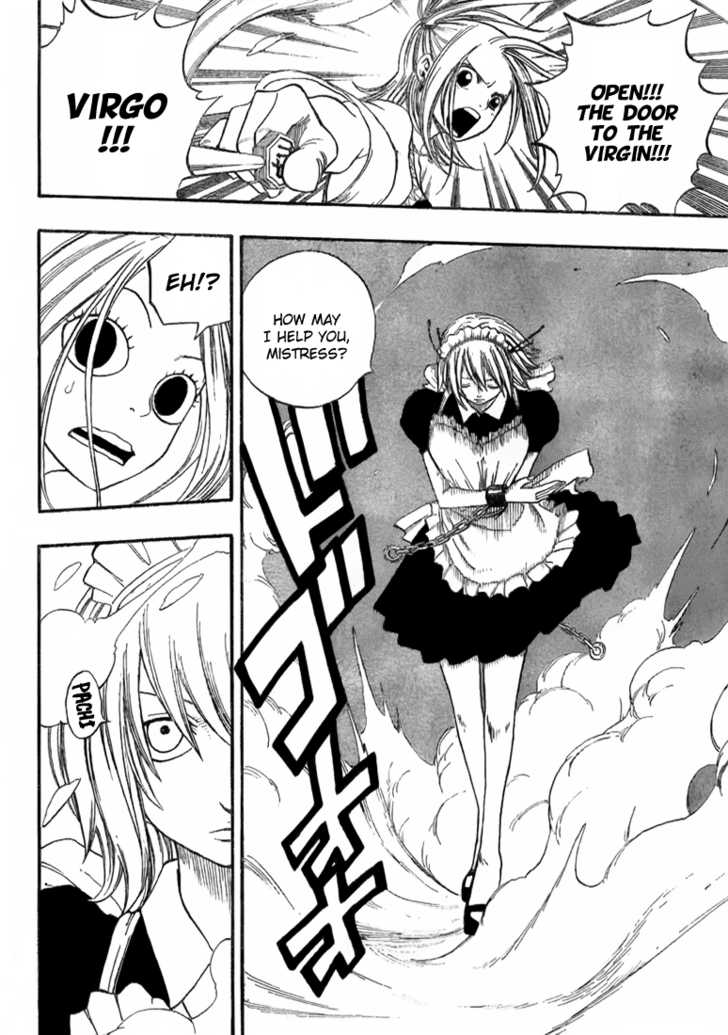 OPEN!!!
THE DOOR
TO THE
VIRGIN!!!
VIRGO
!!!
HOW MAY
I HELP YOU,
MISTRESS?
EH!?
PACHI